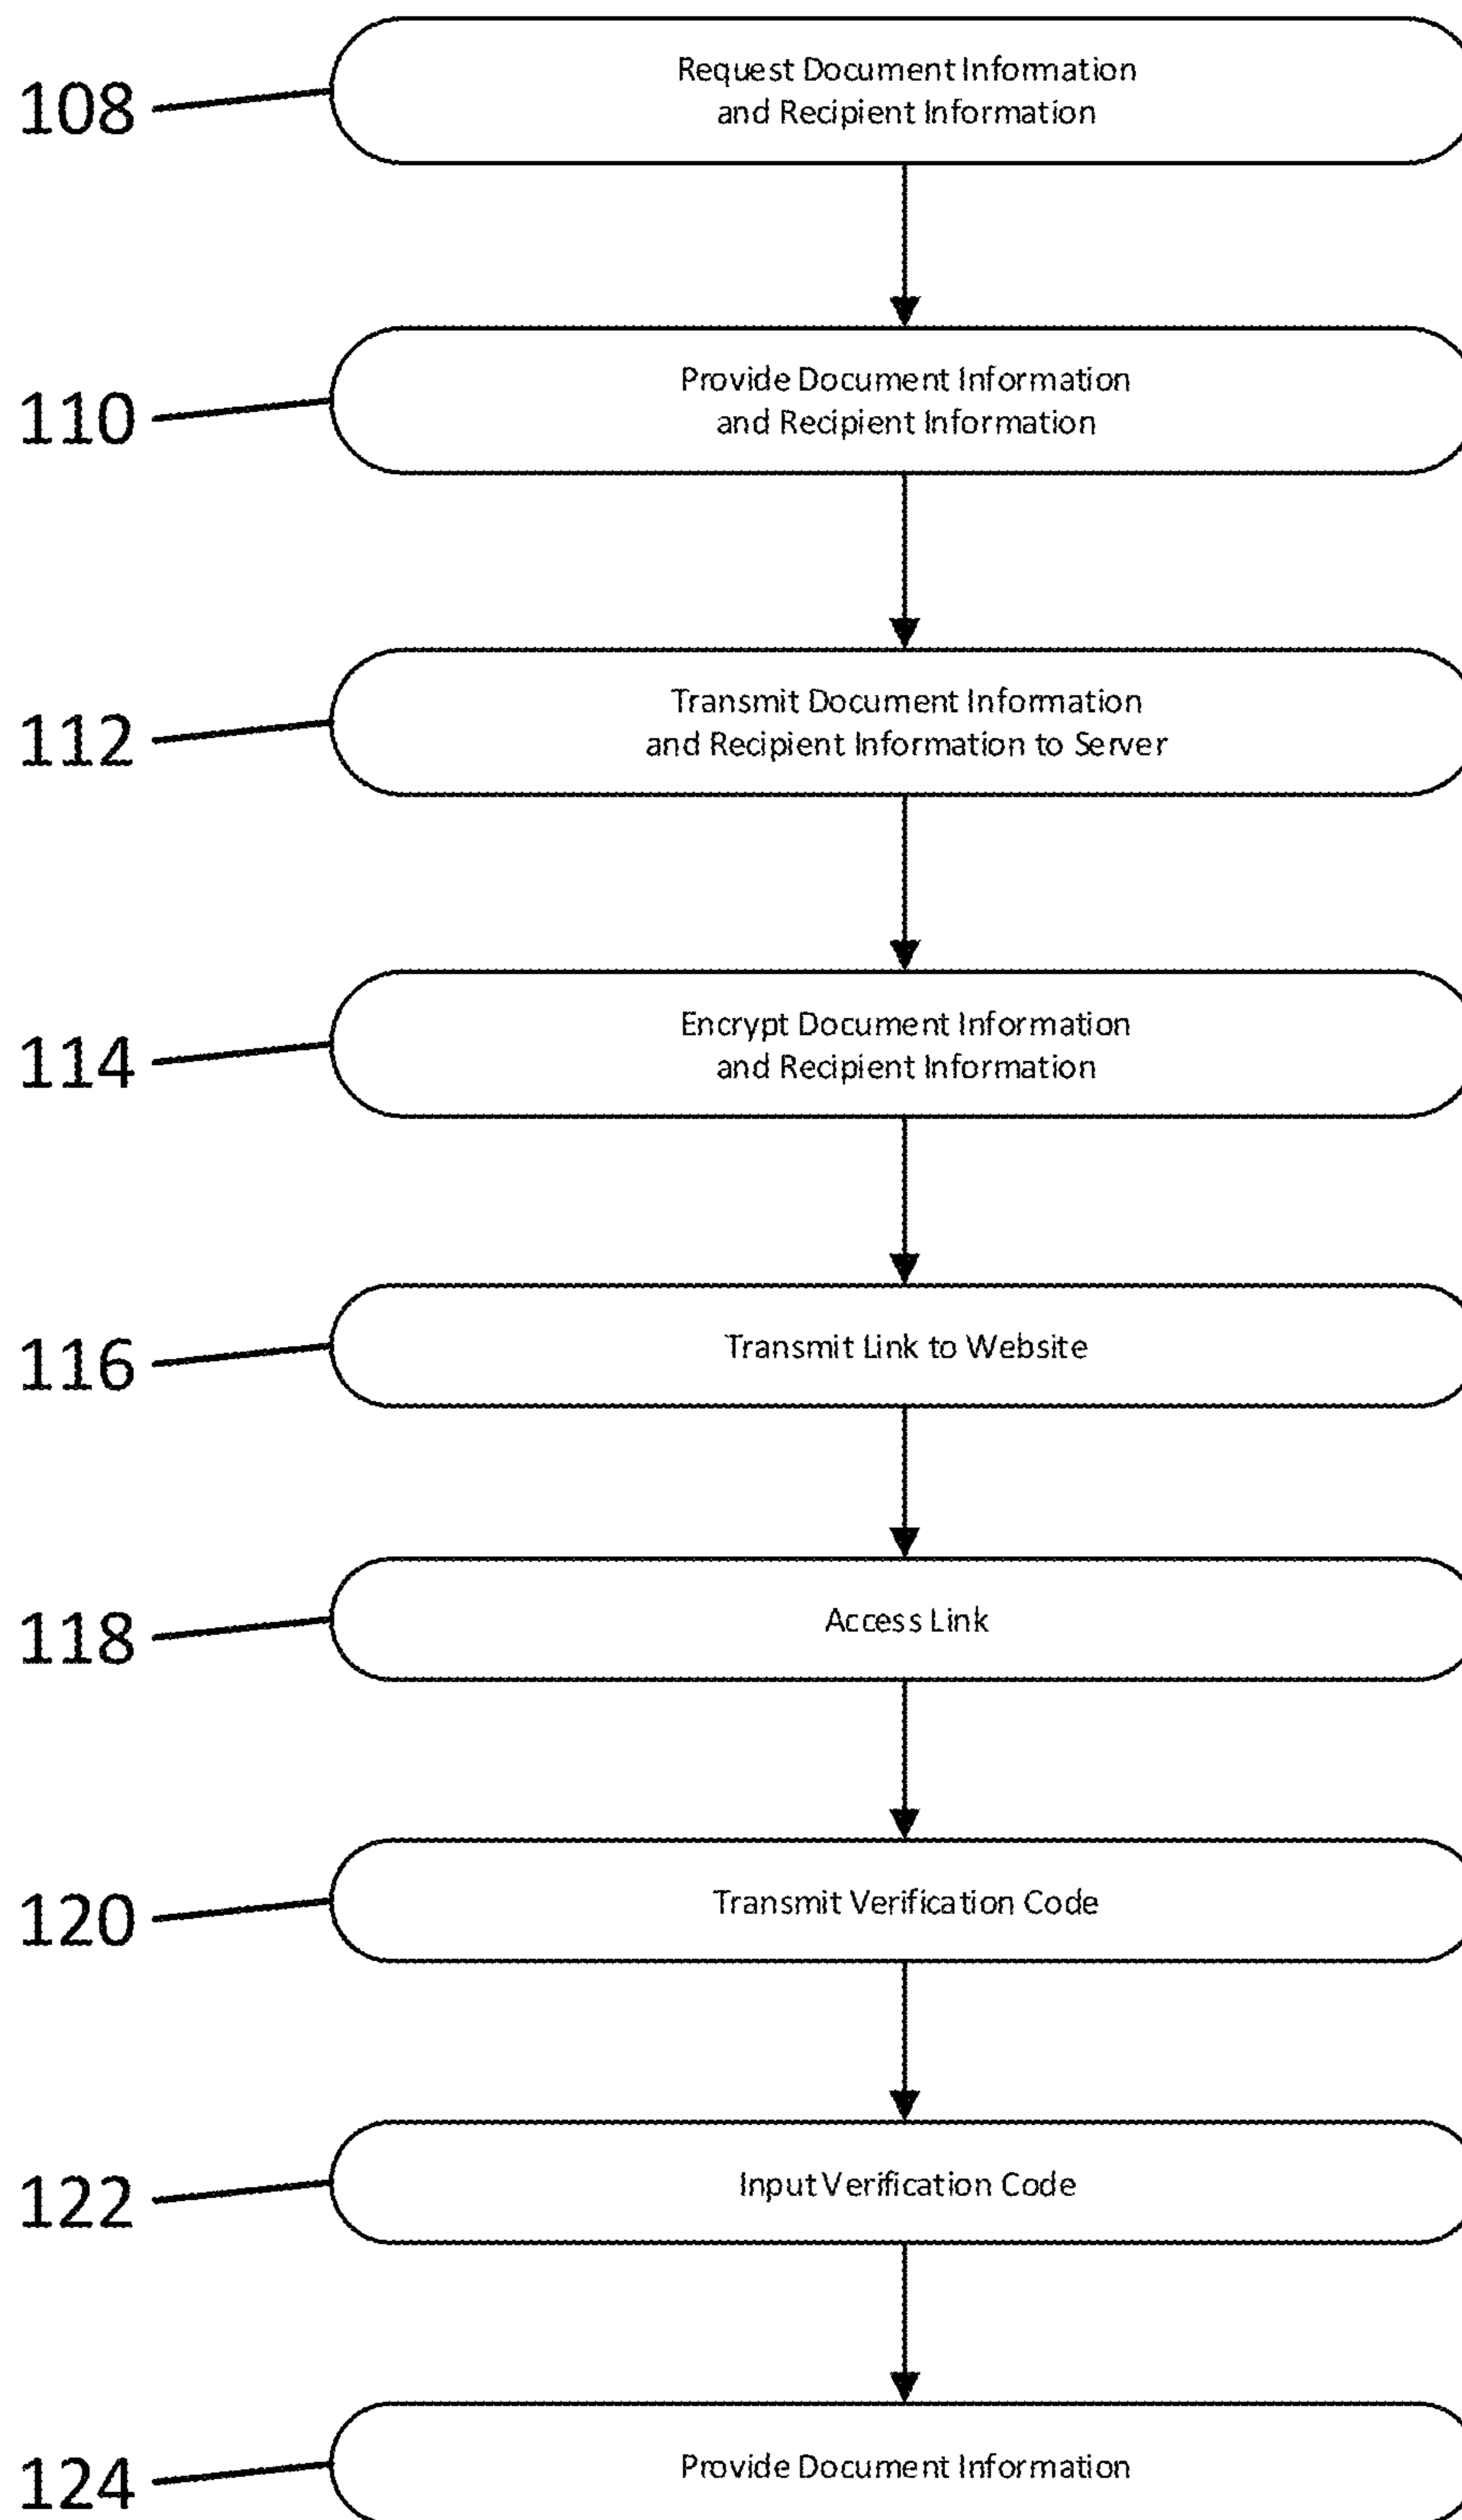 108
Request Document Information
and Recipient Information
110
Provide Document Information
and Recipient Information
112
Transmit Document Information
and Recipient Information to Server
114
Encrypt Document Information
and Recipient Information
116
Transmit Link to Website
118
Access Link
120
Transmit Verification Code
122
Input Verification Code
124
Provide Document Information